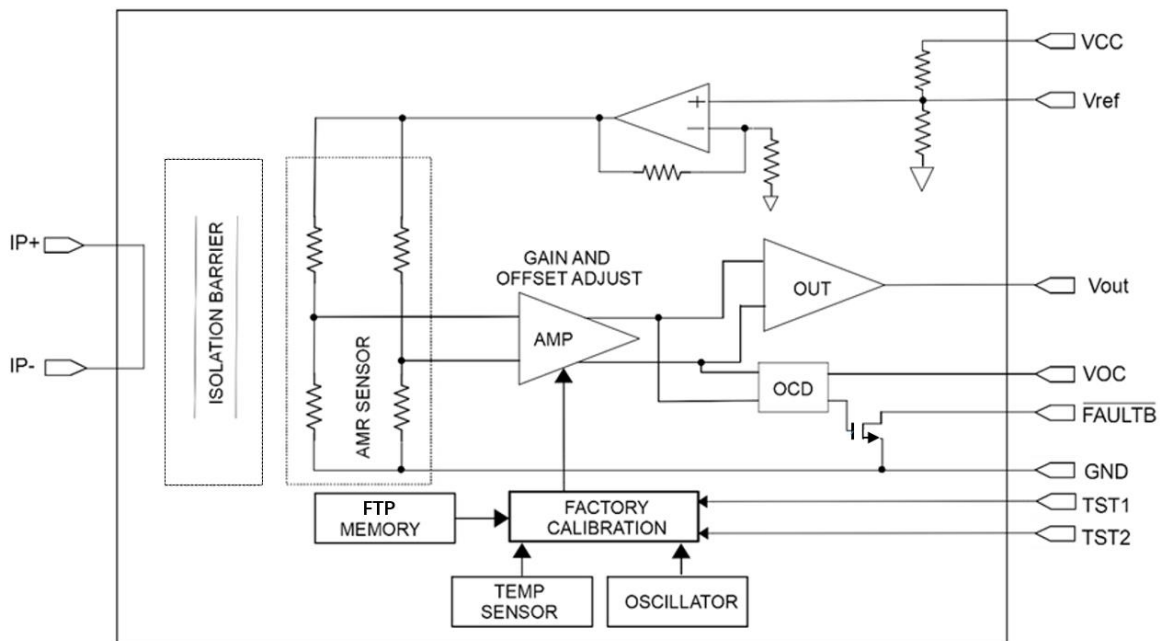 VCC
Vref
+
−
IP+
IP-
ISOLATION BARRIER
AMR SENSOR
GAIN AND
OFFSET ADJUST
AMP
OUT
Vout
OCD
VOC
FAULTB
GND
TST1
TST2
FTP
MEMORY
FACTORY
CALIBRATION
TEMP
SENSOR
OSCILLATOR